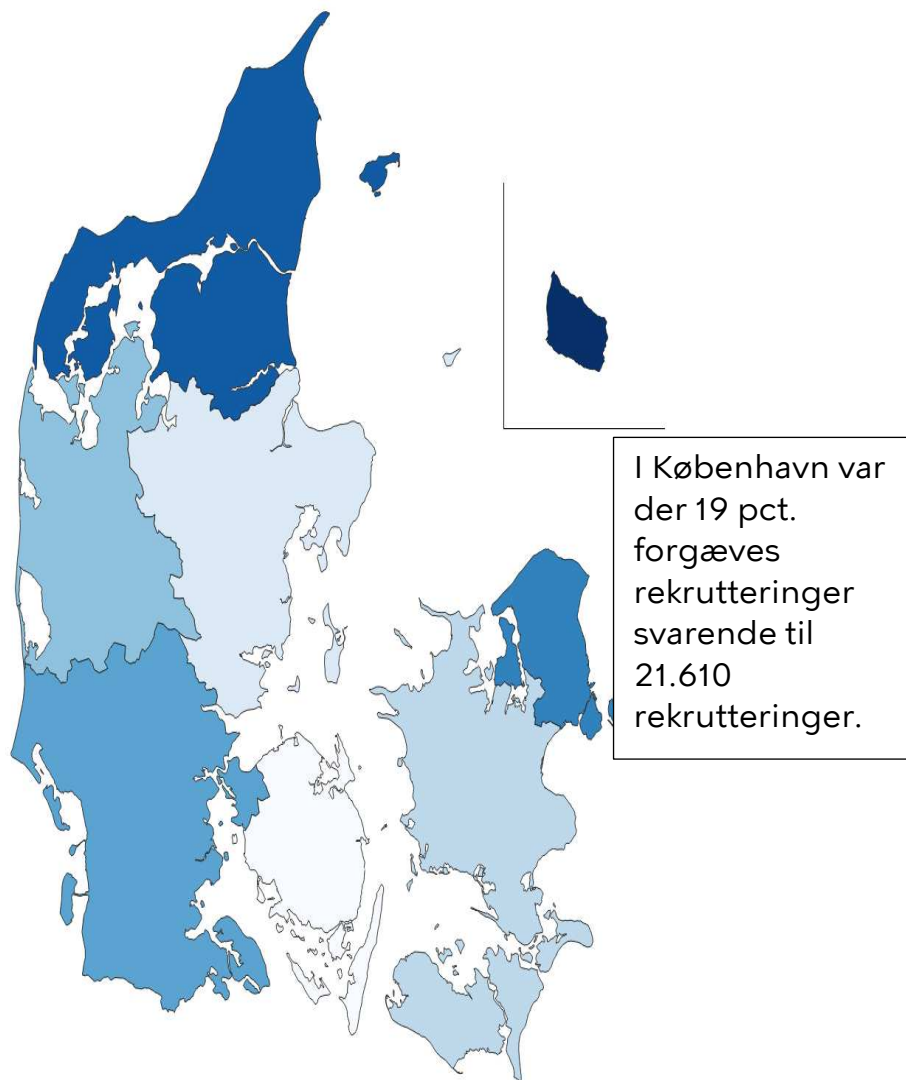 I København var
der 19 pct.
forgæves
rekrutteringer
svarende til
21.610
rekrutteringer.